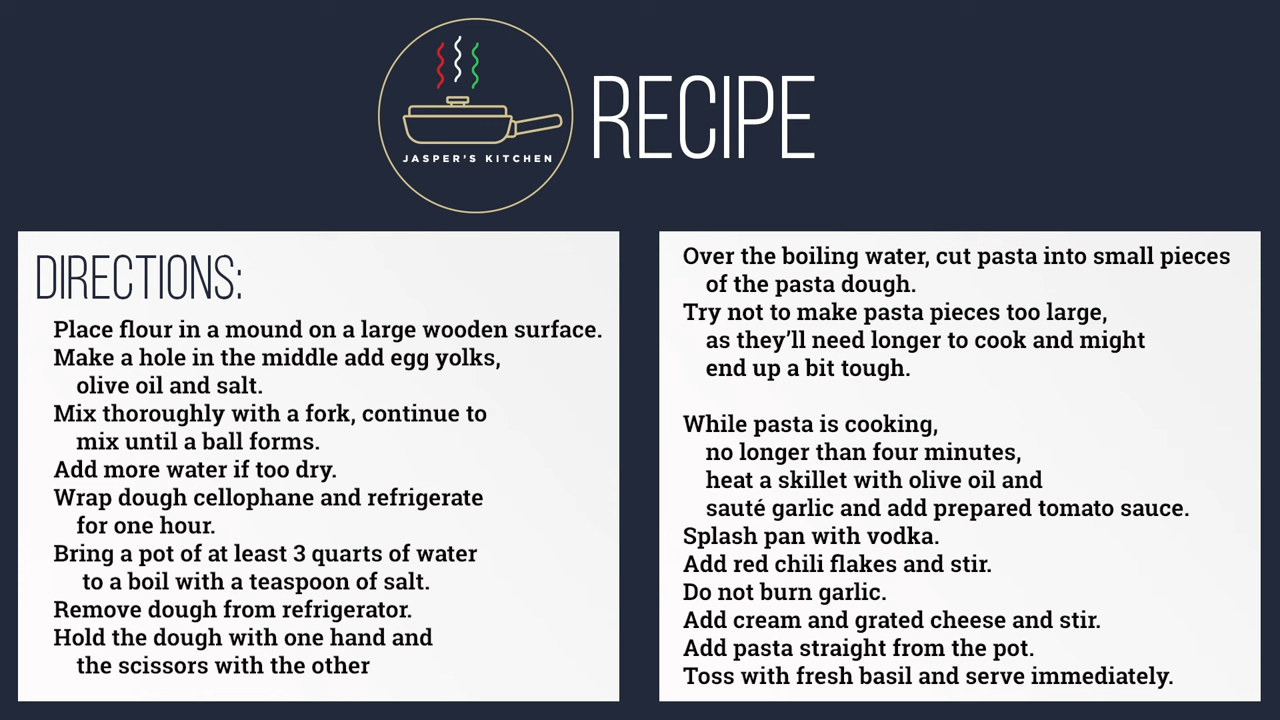 JASPER'S KITCHEN
RECIPE
DIRECTIONS:
Place flour in a mound on a large wooden surface.
Make a hole in the middle add egg yolks,
olive oil and salt.
Mix thoroughly with a fork, continue to
mix until a ball forms.
Add more water if too dry.
Wrap dough cellophane and refrigerate
for one hour.
Bring a pot of at least 3 quarts of water
to a boil with a teaspoon of salt.
Remove dough from refrigerator.
Hold the dough with one hand and
the scissors with the other
Over the boiling water, cut pasta into small pieces
of the pasta dough.
Try not to make pasta pieces too large,
as they’ll need longer to cook and might
end up a bit tough.
While pasta is cooking,
no longer than four minutes,
heat a skillet with olive oil and
sauté garlic and add prepared tomato sauce.
Splash pan with vodka.
Add red chili flakes and stir.
Do not burn garlic.
Add cream and grated cheese and stir.
Add pasta straight from the pot.
Toss with fresh basil and serve immediately.